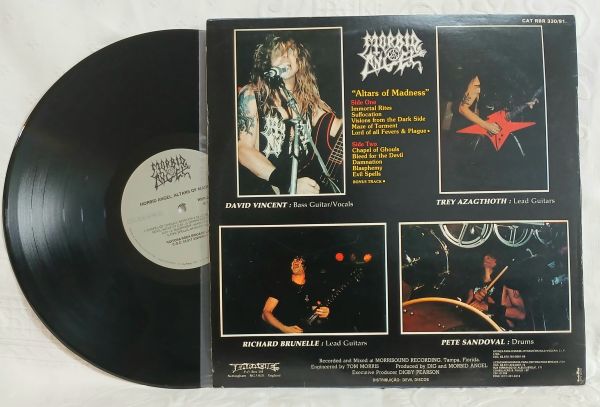 CAT RBR 330/91.
MORBID
ANGEL
"Altars of Madness"
Side One
Immortal Rites
Suffocation
Visions from the Dark Side
Maze of Torment
Lord of all Fevers & Plague •
Side Two
Chapel of Ghouls
Bleed for the Devil
Damnation
Blasphemy
Evil Spells
BONUS TRACK •
DAVID VINCENT : Bass Guitar/Vocals
TREY AZAGTHOTH : Lead Guitars
RICHARD BRUNELLE : Lead Guitars
PETE SANDOVAL : Drums
Recorded and Mixed at MORRISOUND RECORDING, Tampa, Florida.
Engineered by TOM MORRIS
Produced by DIG and MORBID ANGEL
Executive Producer DIGBY PEARSON
DISTRIBUIÇÃO: DEVIL DISCOS
EARACHE
Nottingham
England
MORBID
ANGEL
MORBID ANGEL, ALTARS OF